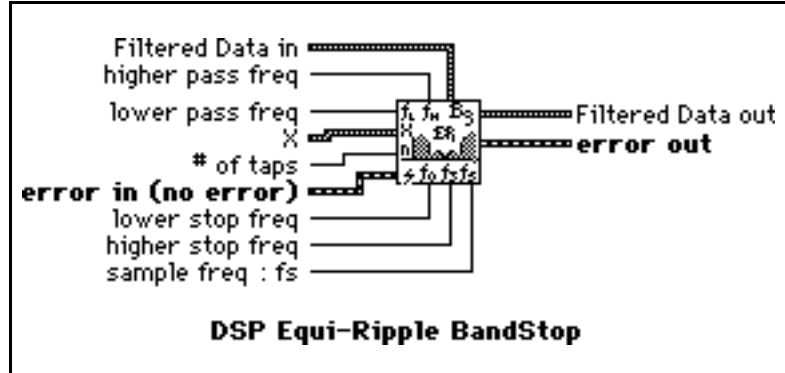 Filtered Data in
higher pass freq
lower pass freq
X
# of taps
error in (no error)
lower stop freq
higher stop freq
sample freq : fs
Filtered Data out
error out
DSP Equi-Ripple BandStop